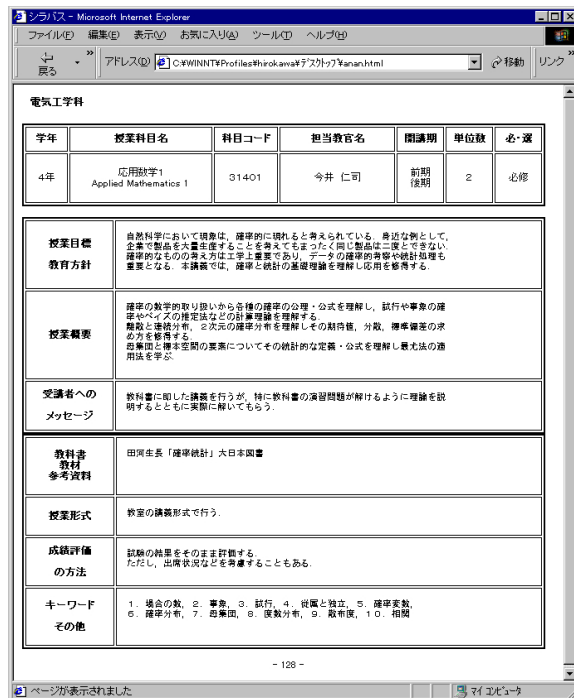 シラバス - Microsoft Internet Explorer
ファイル(F) 編集(E) 表示(V) お気に入り(A) ツール(T) ヘルプ(H)
戻る » アドレス(D) C:¥WINNT¥Profiles¥hirokawa¥ﾃﾞｽｸﾄｯﾌﾟ¥anan.html 移動 リンク »
電気工学科
学年 授業科目名 科目コード 担当教官名 開講期 単位数 必・選
4年 応用数学1
Applied Mathematics 1 31401 今井 仁司 前期
後期 2 必修
授業目標
教育方針
自然科学において現象は，確率的に現れると考えられている．身近な例として，
企業で製品を大量生産することを考えてもまったく同じ製品は二度とできない．
確率的なものの考え方は工学上重要であり，データの確率的考察や統計処理も
重要となる．本講義では，確率と統計の基礎理論を理解し応用を修得する．
授業概要
確率の数学的取り扱いから各種の確率の公理・公式を理解し，試行や事象の確
率やベイズの推定法などの計算理論を理解する．
離散と連続分布，２次元の確率分布を理解しその期待値，分散，標準偏差の求
め方を修得する．
母集団と標本空間の要素についてその統計的な定義・公式を理解し最尤法の適
用法を学ぶ．
受講者への
メッセージ
教科書に即した講義を行うが，特に教科書の演習問題が解けるように理論を説
明するとともに実際に解いてもらう．
教科書
教材
参考資料
田河生長「確率統計」大日本図書
授業形式
教室の講義形式で行う．
成績評価
の方法
試験の結果をそのまま評価する．
ただし，出席状況などを考慮することもある．
キーワード
その他
１．場合の数，２．事象，３．試行，４．従属と独立，５．確率変数，
６．確率分布，７．母集団，８．度数分布，９．散布度，１０．相関
- 128 -
ページが表示されました マイ コンピュータ